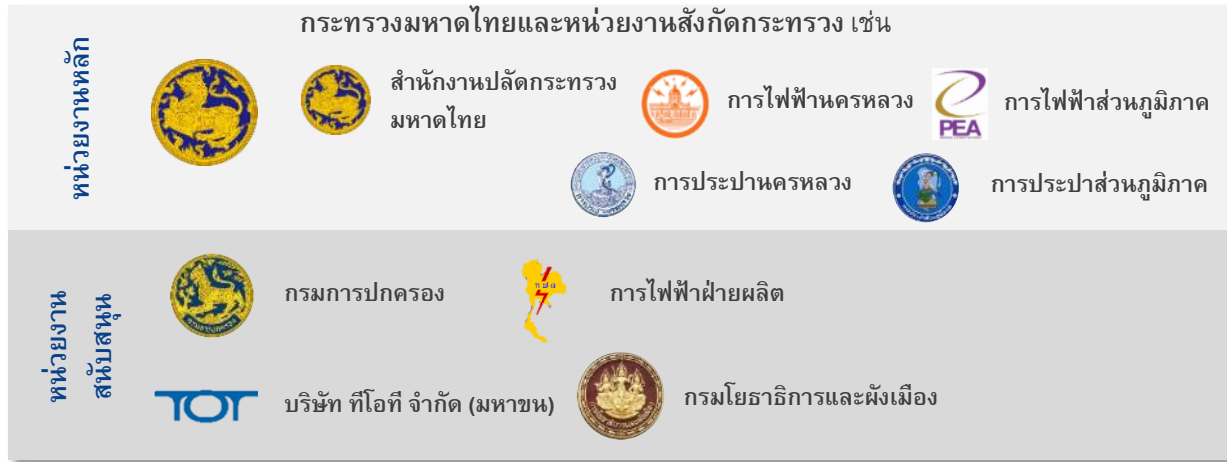 กระทรวงมหาดไทยและหน่วยงานสังกัดกระทรวง เช่น
หน่วยงานหลัก
สำนักงานปลัดกระทรวง
มหาดไทย
การไฟฟ้านครหลวง
PEA
การไฟฟ้าส่วนภูมิภาค
การประปานครหลวง
การประปาส่วนภูมิภาค
หน่วยงาน
สนับสนุน
กรมการปกครอง
กฟผ
การไฟฟ้าฝ่ายผลิต
TOT
บริษัท ทีโอที จำกัด (มหาขน)
กรมโยธาธิการและผังเมือง